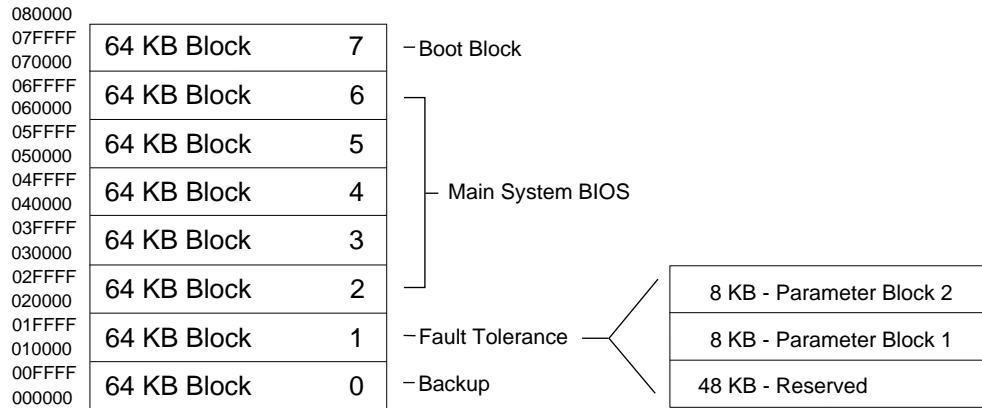 080000
07FFFF
64 KB Block 7
Boot Block
070000
06FFFF
64 KB Block 6
060000
05FFFF
64 KB Block 5
050000
04FFFF
64 KB Block 4
Main System BIOS
040000
03FFFF
64 KB Block 3
030000
02FFFF
64 KB Block 2
020000
8 KB - Parameter Block 2
01FFFF
64 KB Block 1
Fault Tolerance
8 KB - Parameter Block 1
010000
00FFFF
64 KB Block 0
Backup
48 KB - Reserved
000000